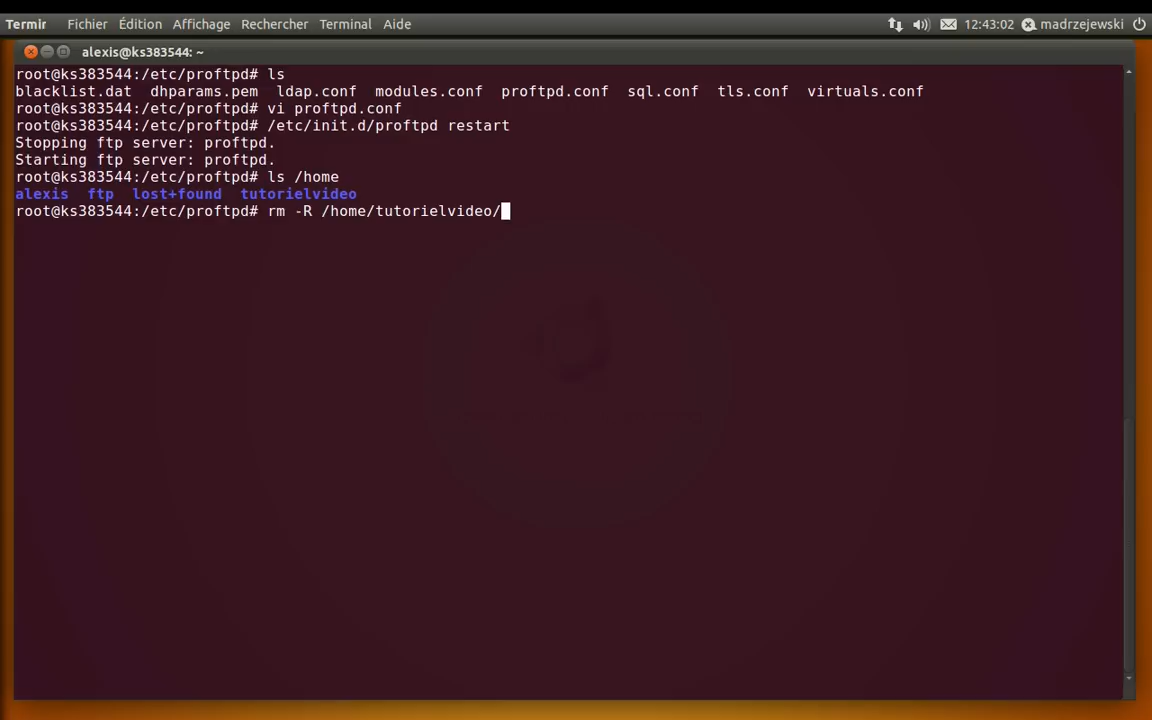 Termir Fichier Édition Affichage Rechercher Terminal Aide 12:43:02 madrzejewski
alexis@ks383544: ~
root@ks383544:/etc/proftpd# ls
blacklist.dat dhparams.pem ldap.conf modules.conf proftpd.conf sql.conf tls.conf virtuals.conf
root@ks383544:/etc/proftpd# vi proftpd.conf
root@ks383544:/etc/proftpd# /etc/init.d/proftpd restart
Stopping ftp server: proftpd.
Starting ftp server: proftpd.
root@ks383544:/etc/proftpd# ls /home
alexis ftp lost+found tutorielvideo
root@ks383544:/etc/proftpd# rm -R /home/tutorielvideo/